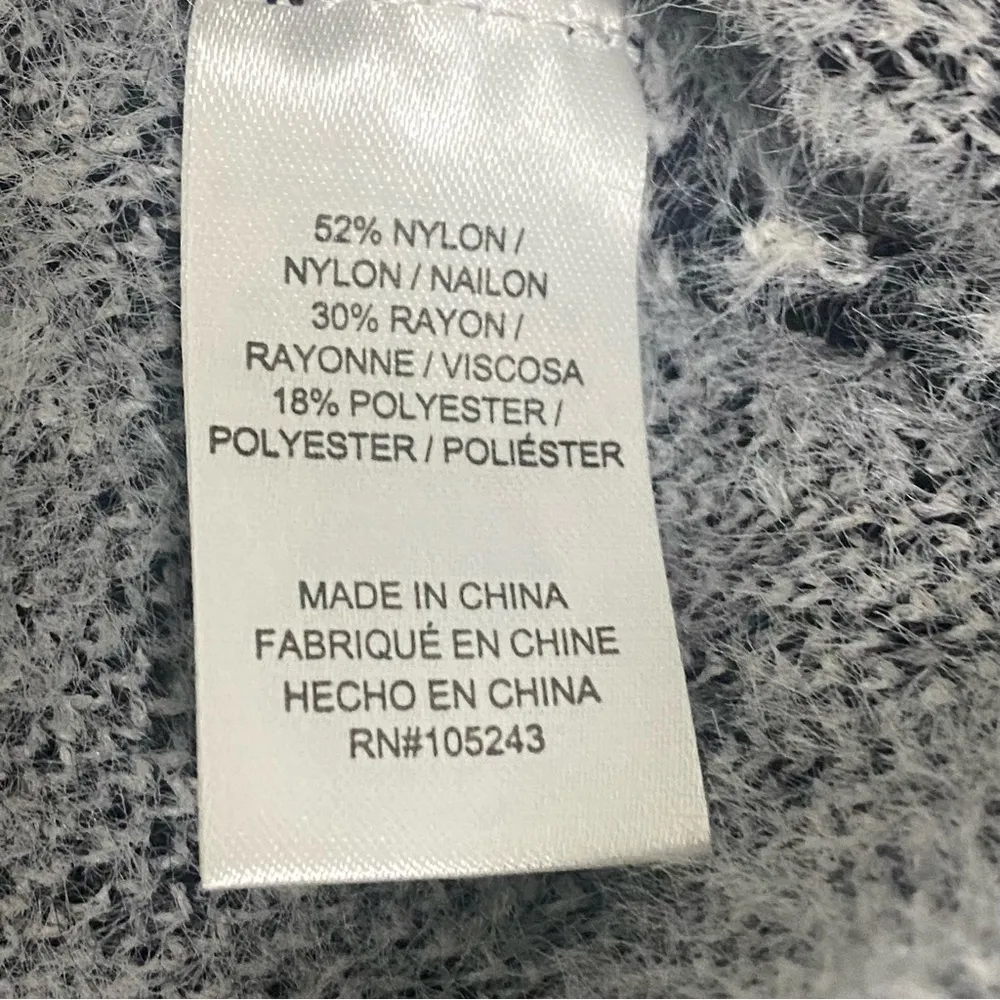 52% NYLON /
NYLON / NAILON
30% RAYON /
RAYONNE / VISCOSA
18% POLYESTER /
POLYESTER / POLIÉSTER
MADE IN CHINA
FABRIQUÉ EN CHINE
HECHO EN CHINA
RN#105243